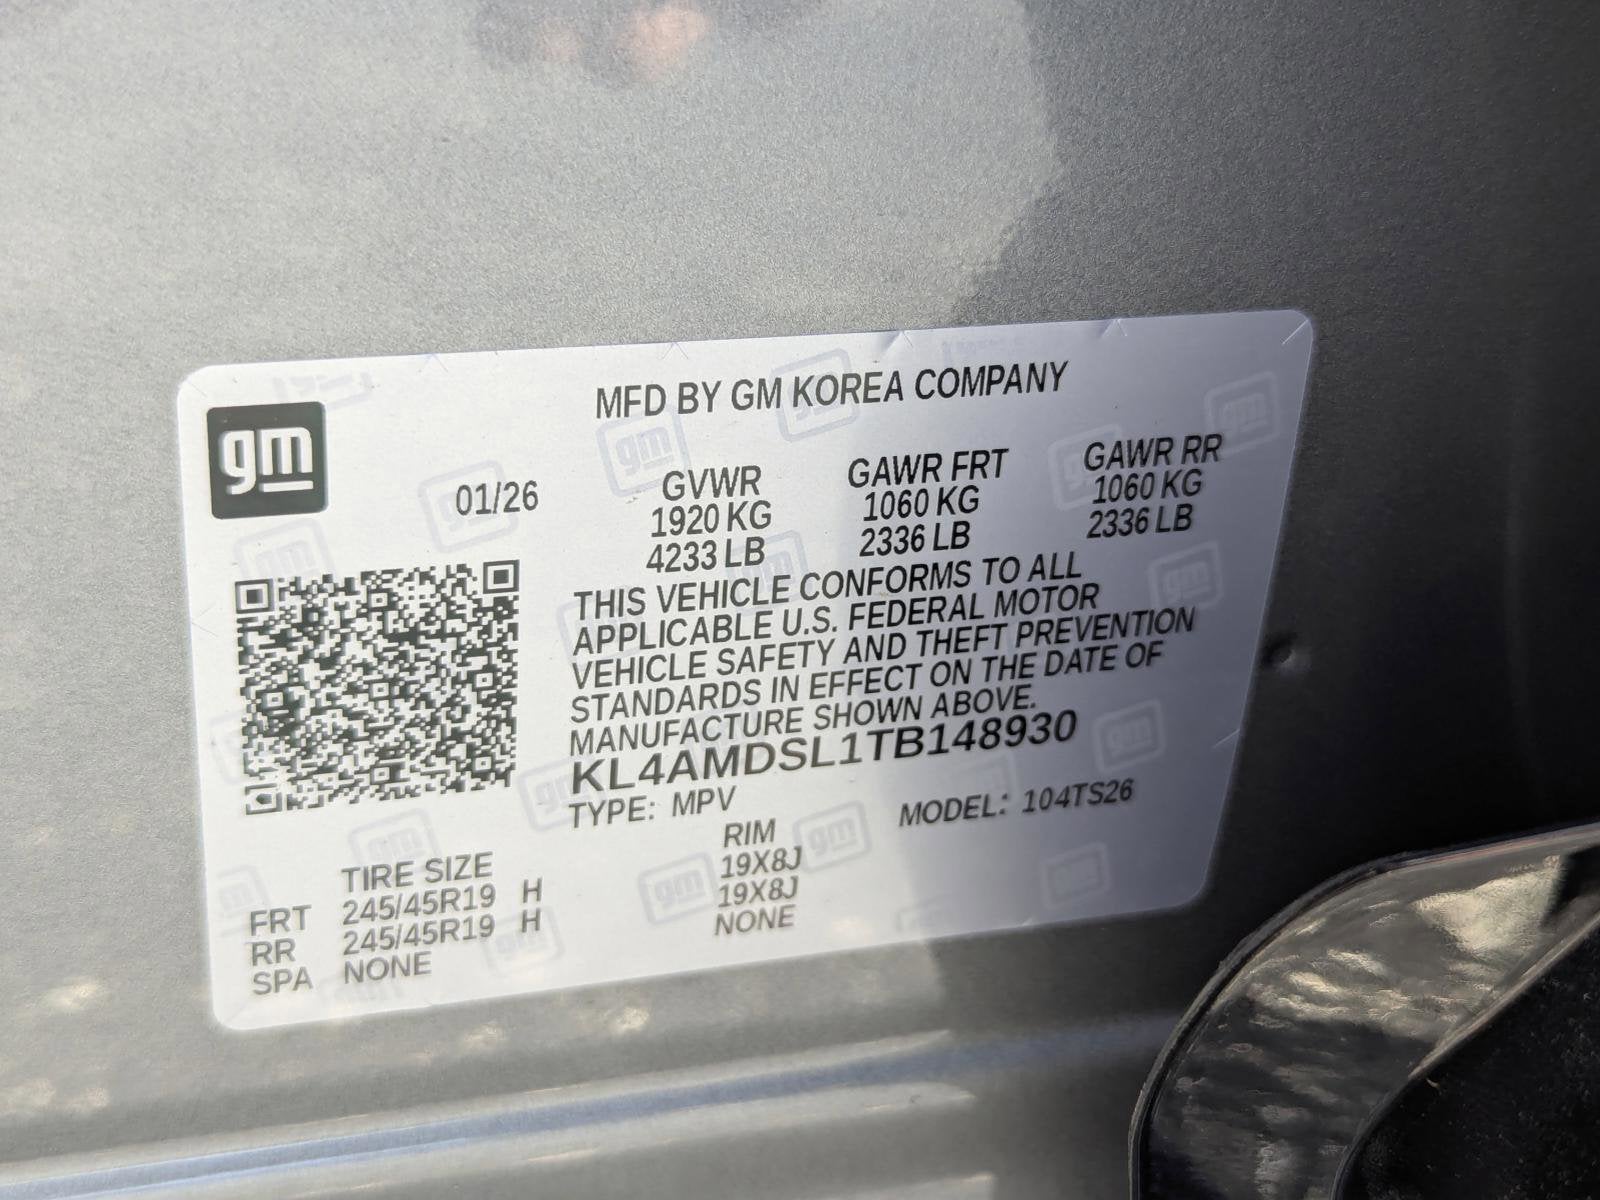 gm
MFD BY GM KOREA COMPANY
01/26
GVWR GAWR FRT GAWR RR
1920 KG 1060 KG 1060 KG
4233 LB 2336 LB 2336 LB
THIS VEHICLE CONFORMS TO ALL
APPLICABLE U.S. FEDERAL MOTOR
VEHICLE SAFETY AND THEFT PREVENTION
STANDARDS IN EFFECT ON THE DATE OF
MANUFACTURE SHOWN ABOVE.
KL4AMDSL1TB148930
TYPE: MPV MODEL: 104TS26
TIRE SIZE RIM
FRT 245/45R19 H 19X8J
RR 245/45R19 H 19X8J
SPA NONE NONE